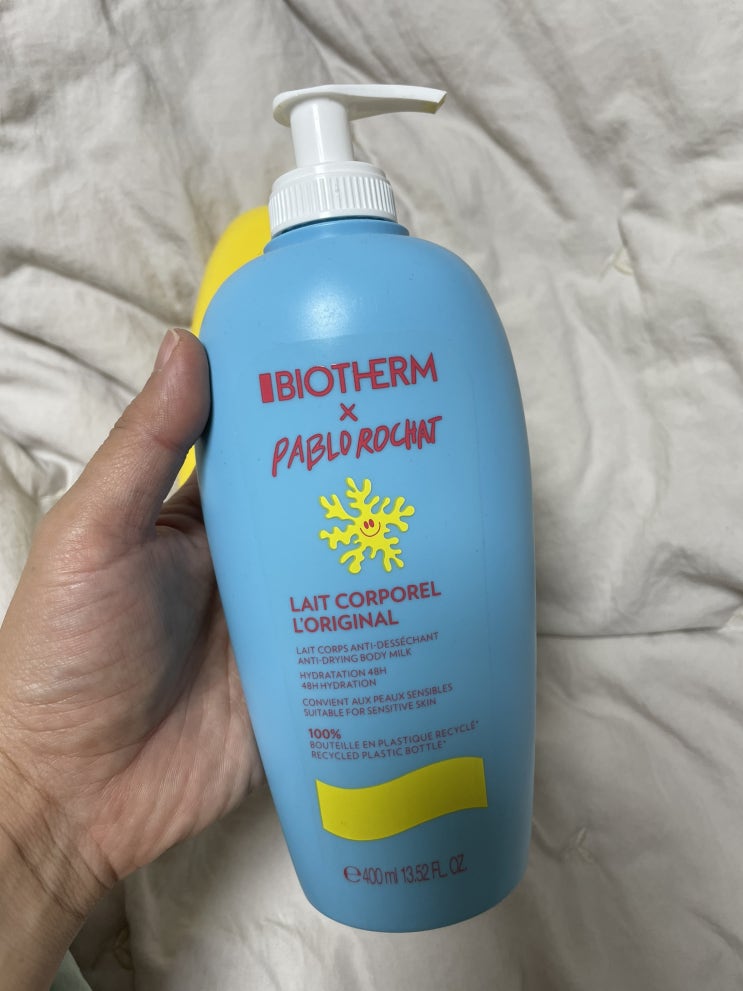 BIOTHERM
x
PABLO ROCHAT
LAIT CORPOREL
L'ORIGINAL
LAIT CORPS ANTI-DESSÉCHANT
ANTI-DRYING BODY MILK
HYDRATATION 48H
48H HYDRATION
CONVIENT AUX PEAUX SENSIBLES
SUITABLE FOR SENSITIVE SKIN
100%
BOUTEILLE EN PLASTIQUE RECYCLÉ*
RECYCLED PLASTIC BOTTLE*
℮400 ml 13.52 FL. OZ.